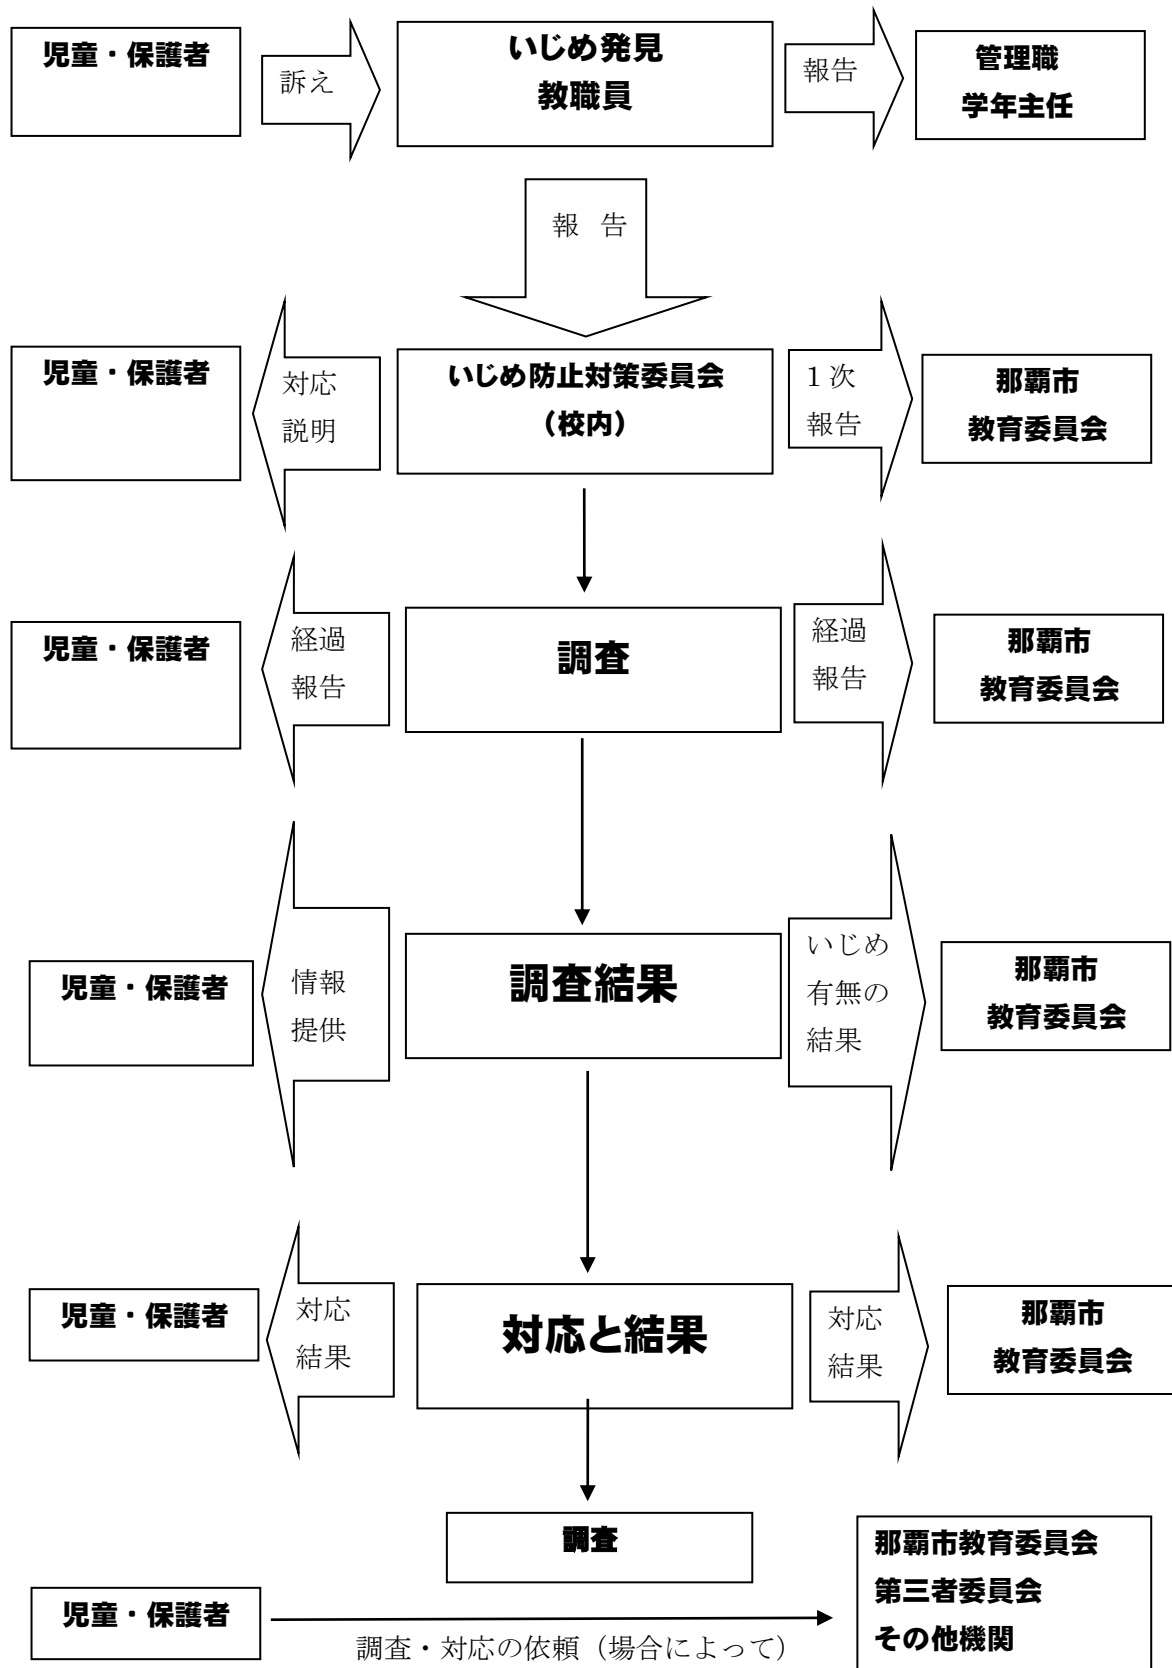 児童・保護者
訴え
いじめ発見
教職員
報告
管理職
学年主任
報 告
児童・保護者
対応
説明
いじめ防止対策委員会
（校内）
１次
報告
那覇市
教育委員会
児童・保護者
経過
報告
調査
経過
報告
那覇市
教育委員会
児童・保護者
情報
提供
調査結果
いじめ
有無の
結果
那覇市
教育委員会
児童・保護者
対応
結果
対応と結果
対応
結果
那覇市
教育委員会
調査
児童・保護者
調査・対応の依頼（場合によって）
那覇市教育委員会
第三者委員会
その他機関